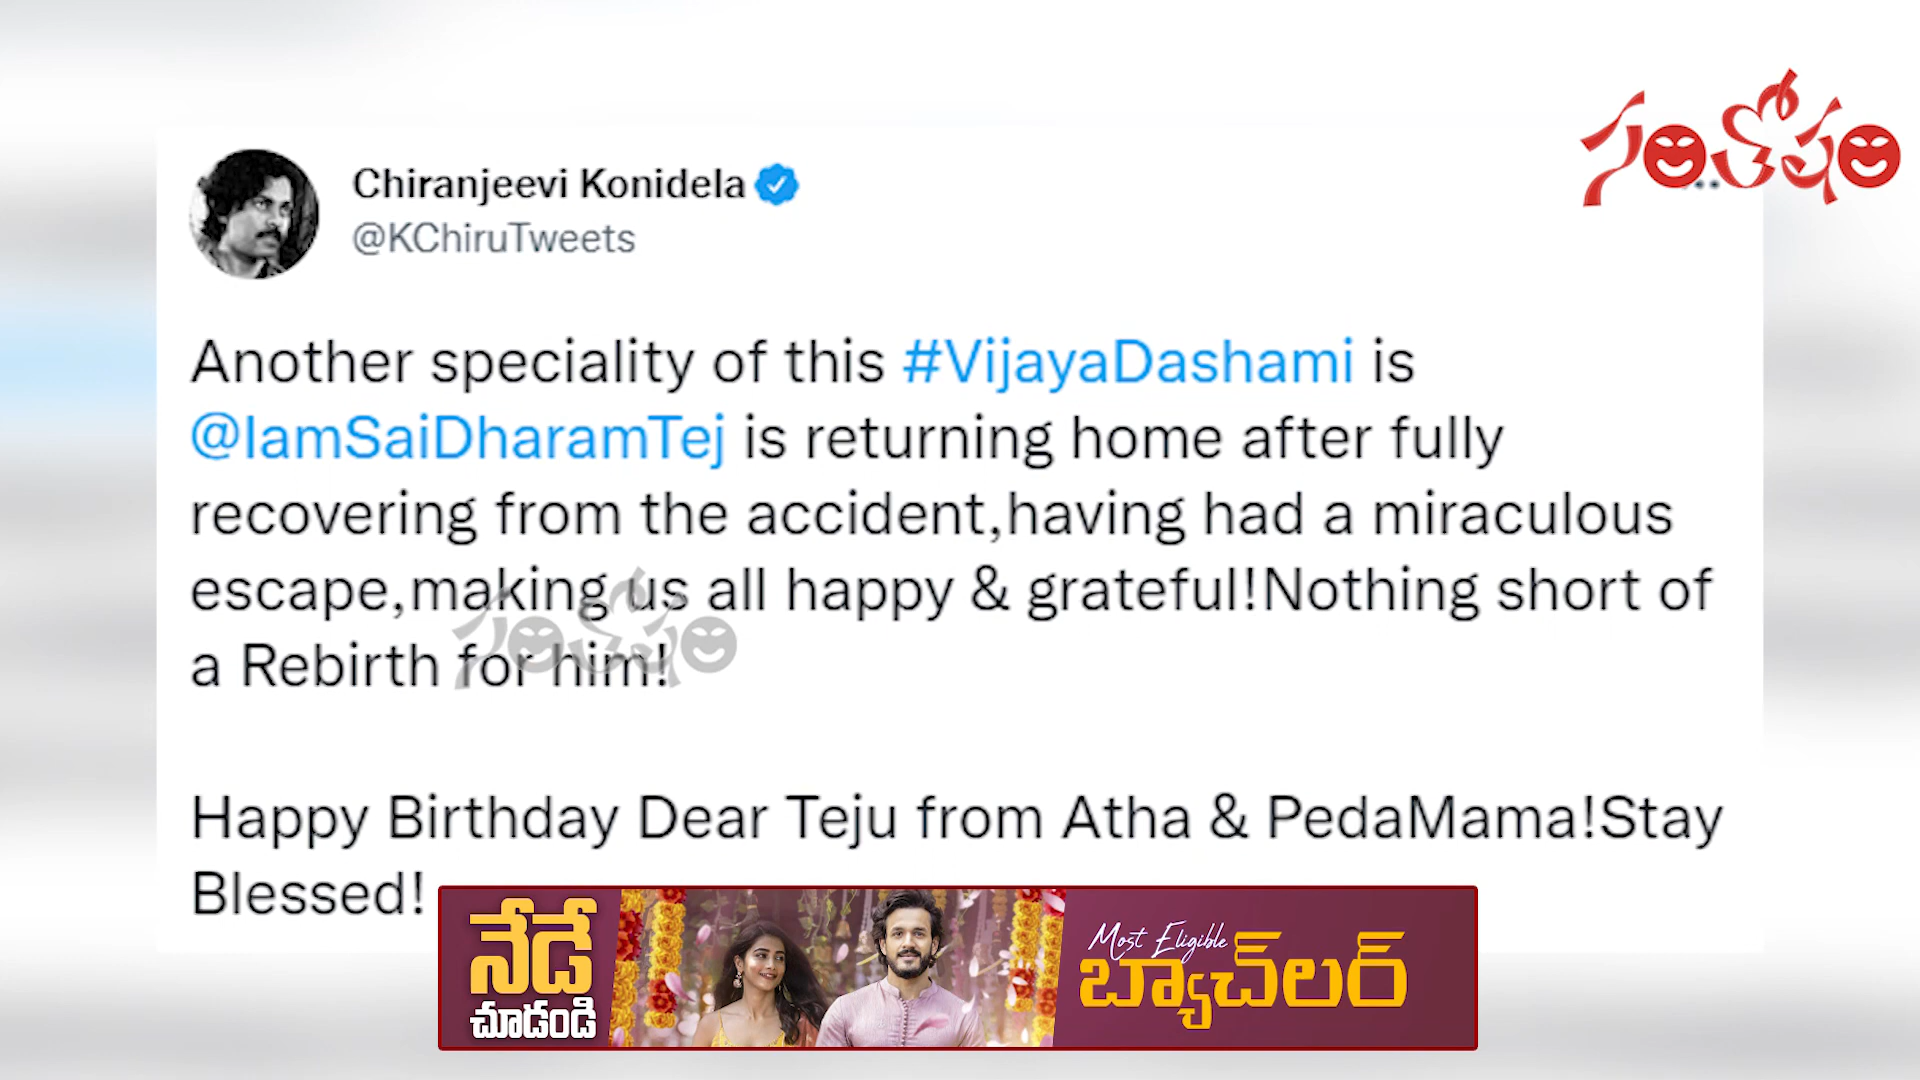 సంతోషం
Chiranjeevi Konidela
@KChiruTweets
Another speciality of this #VijayaDashami is
@IamSaiDharamTej is returning home after fully
recovering from the accident,having had a miraculous
escape,making us all happy & grateful!Nothing short of
a Rebirth for him!
సంతోషం
Happy Birthday Dear Teju from Atha & PedaMama!Stay
Blessed!
నేడే
చూడండి
Most Eligible
బ్యాచ్‌లర్